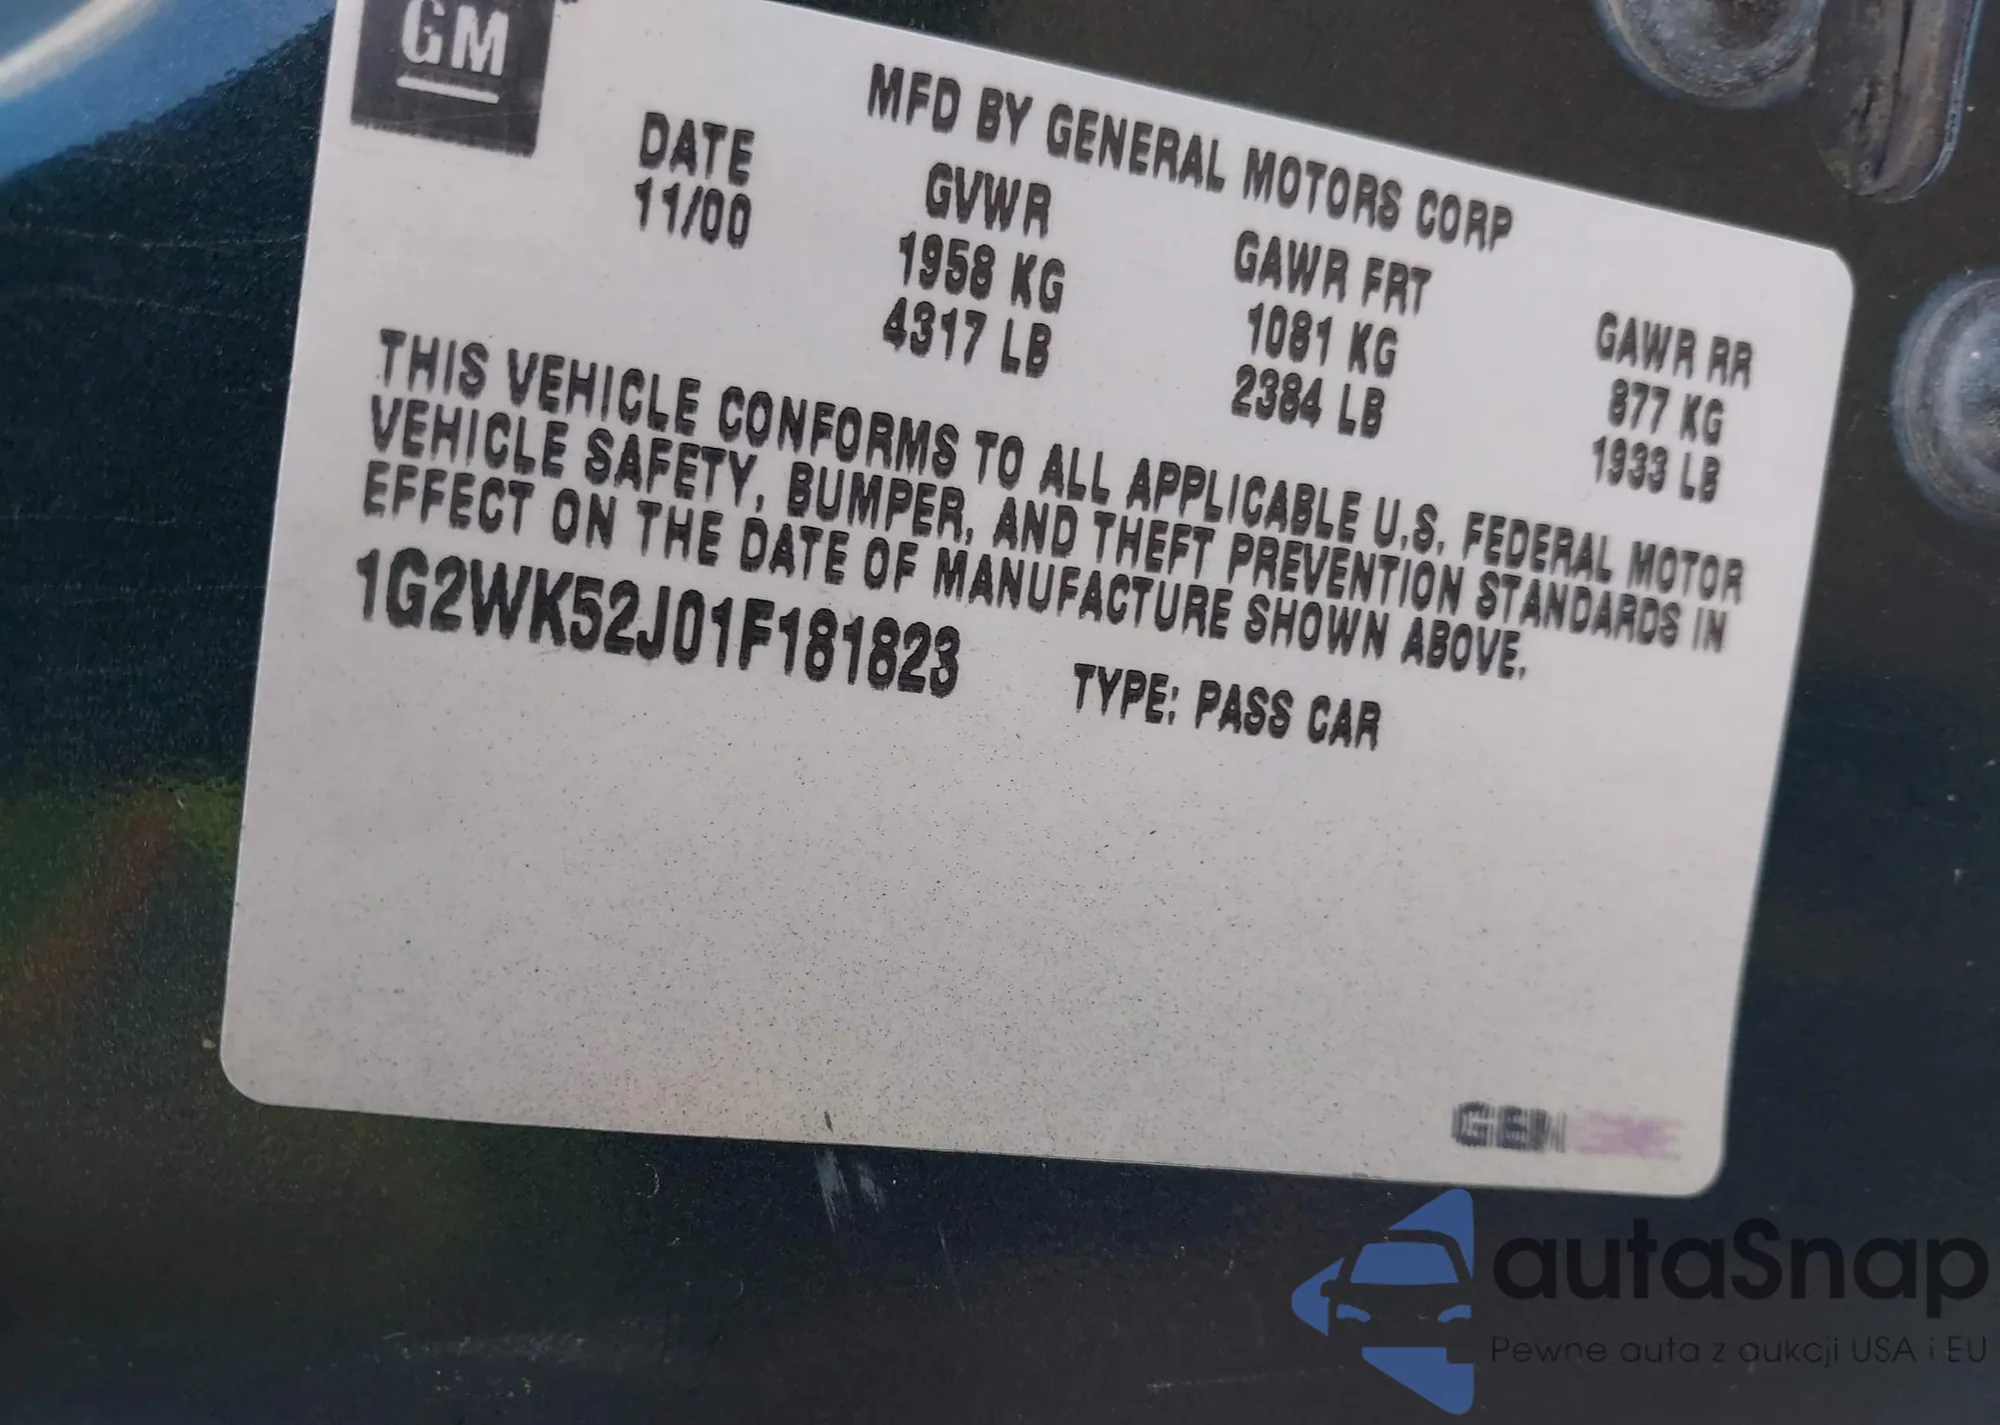 GM
MFD BY GENERAL MOTORS CORP
DATE
11/00
GVWR
1958 KG
4317 LB
GAWR FRT
1081 KG
2384 LB
GAWR RR
877 KG
1933 LB
THIS VEHICLE CONFORMS TO ALL APPLICABLE U.S. FEDERAL MOTOR
VEHICLE SAFETY, BUMPER, AND THEFT PREVENTION STANDARDS IN
EFFECT ON THE DATE OF MANUFACTURE SHOWN ABOVE.
1G2WK52J01F181823
TYPE: PASS CAR
autaSnap
Pewne auta z aukcji USA i EU